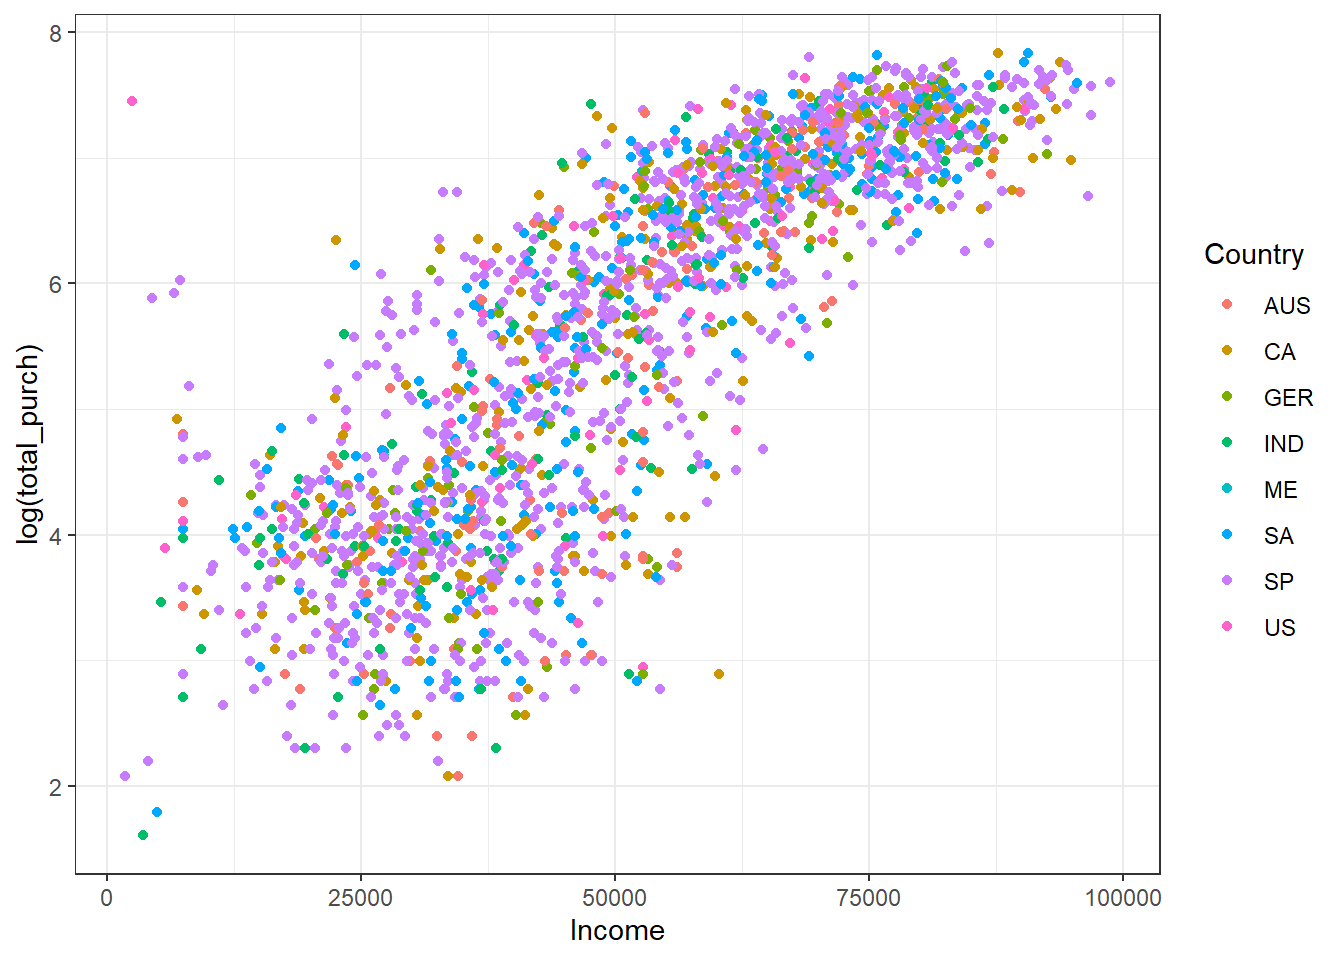 8
6
4
2
log(total_purch)
0
25000
50000
75000
100000
Income
Country
AUS
CA
GER
IND
ME
SA
SP
US